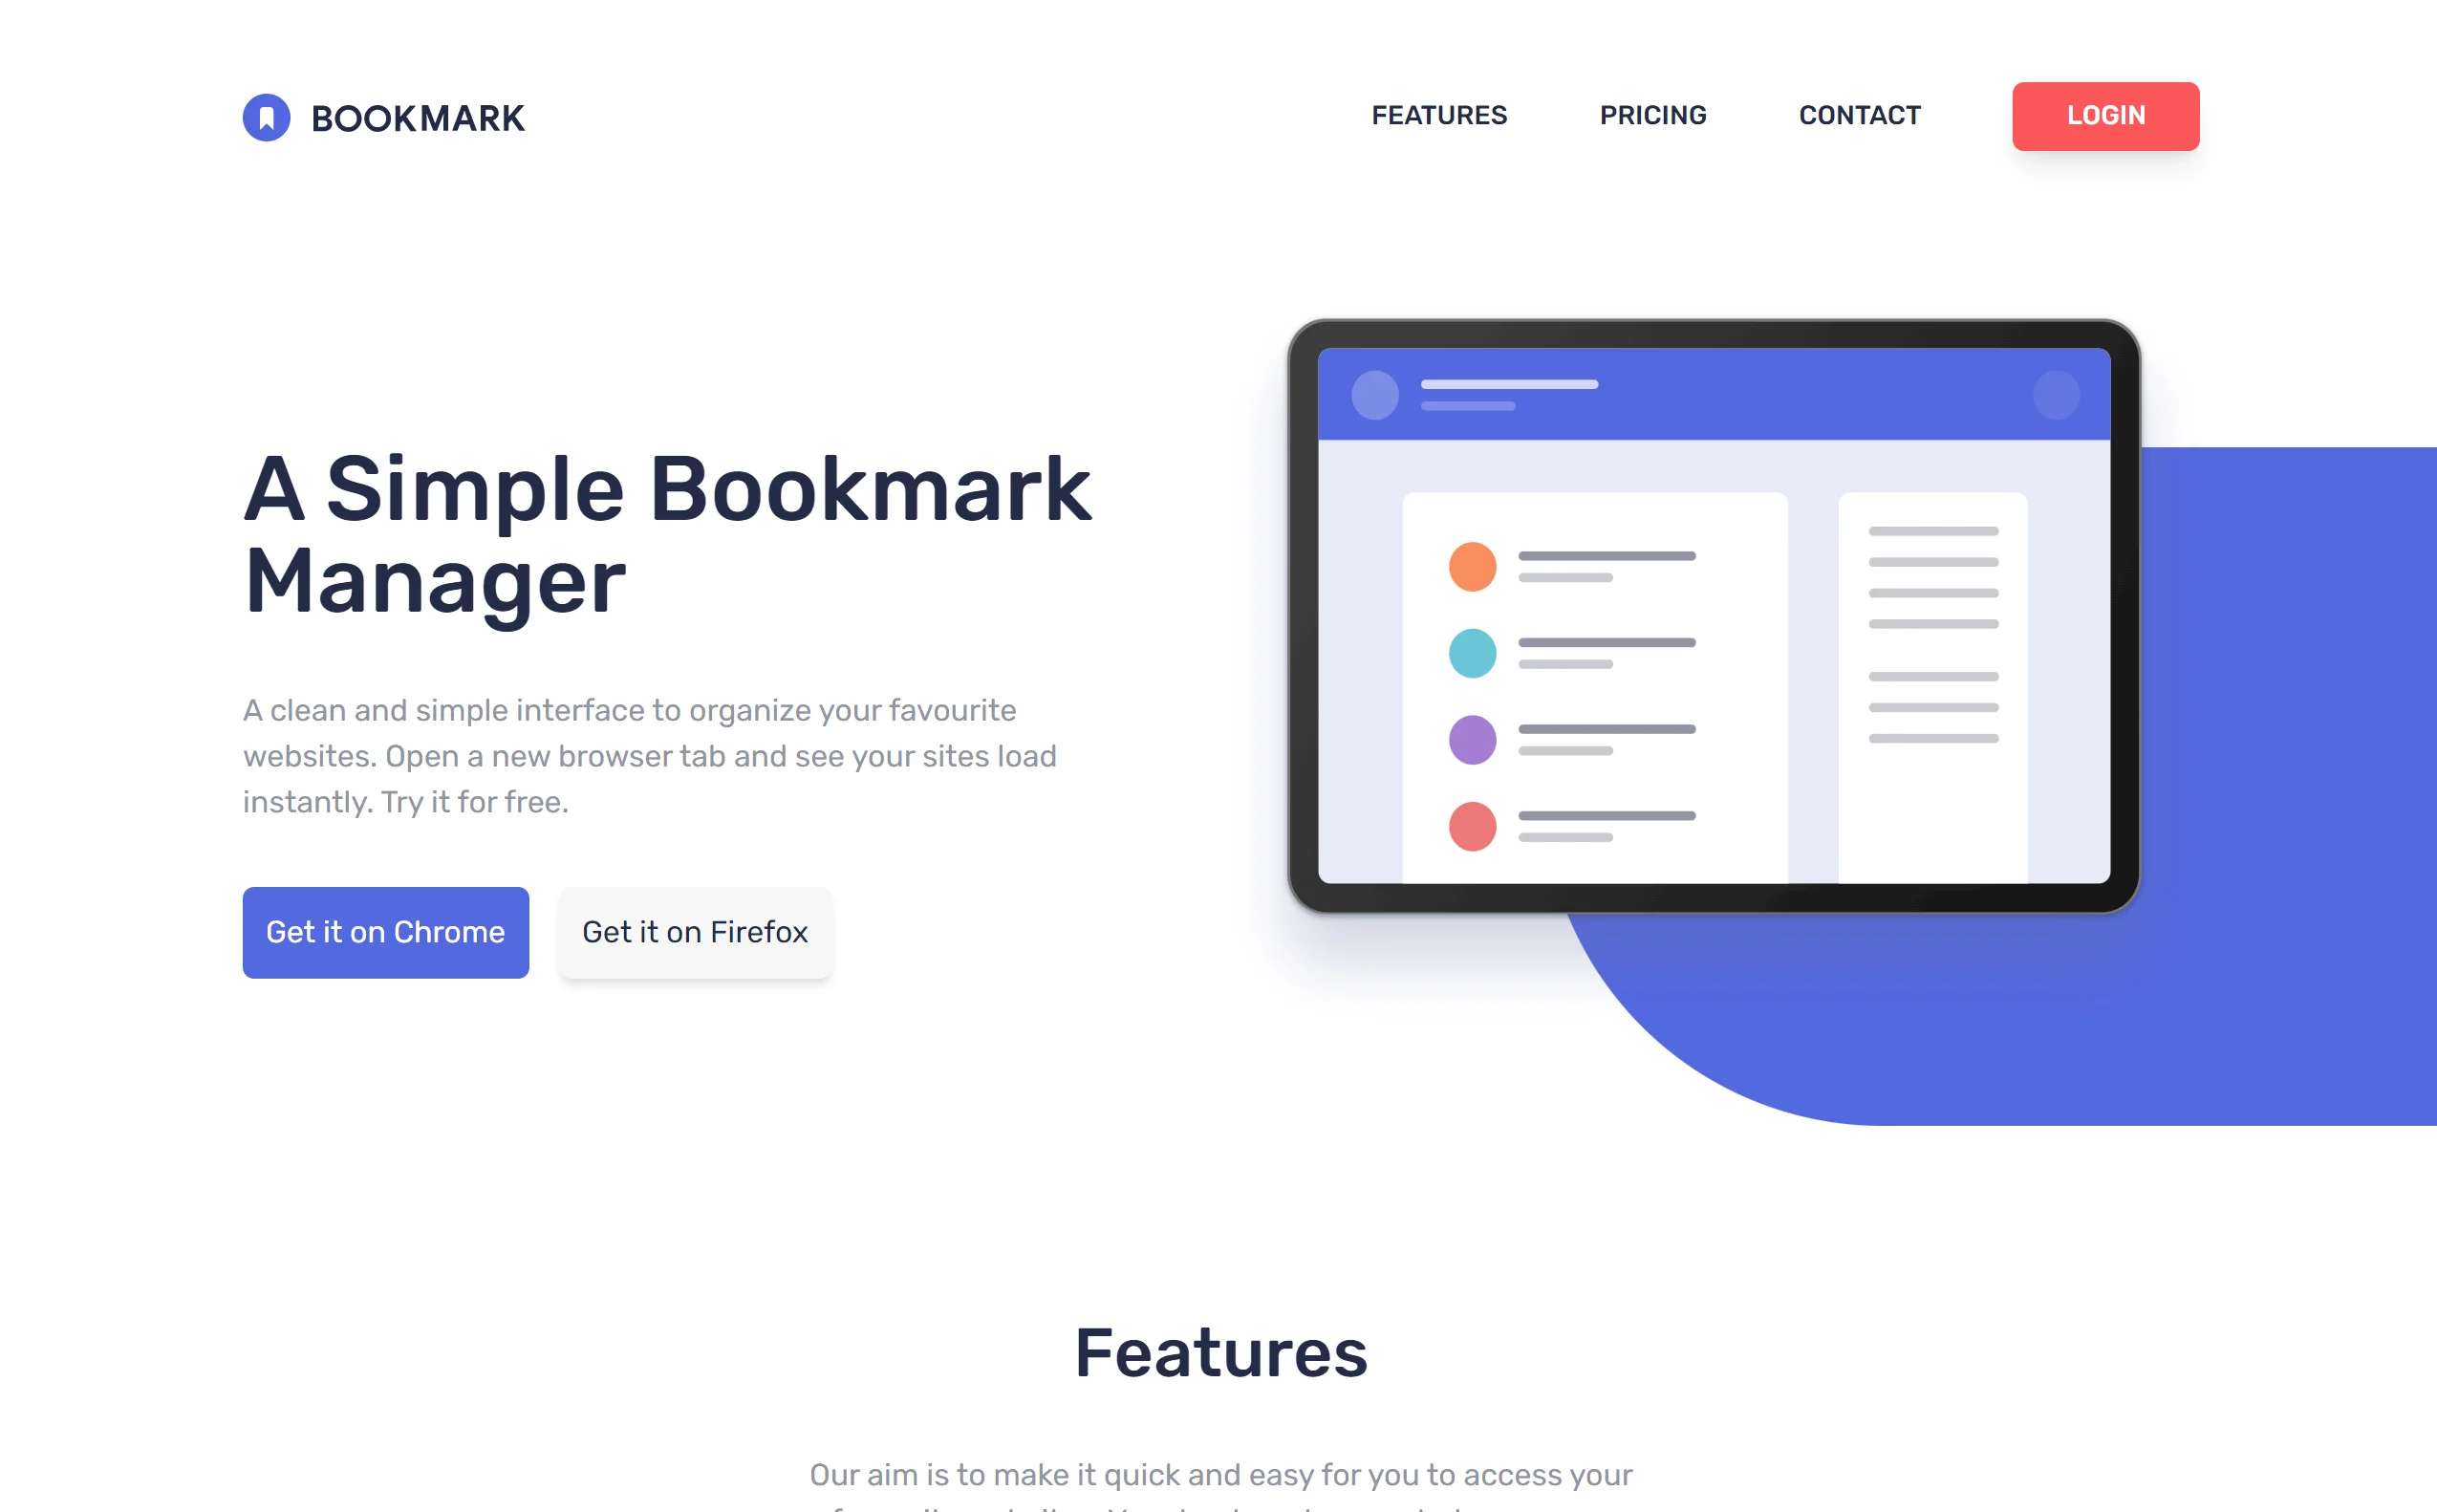 BOOKMARK
FEATURES PRICING CONTACT LOGIN
A Simple Bookmark
Manager
A clean and simple interface to organize your favourite
websites. Open a new browser tab and see your sites load
instantly. Try it for free.
Get it on Chrome Get it on Firefox
Features
Our aim is to make it quick and easy for you to access your